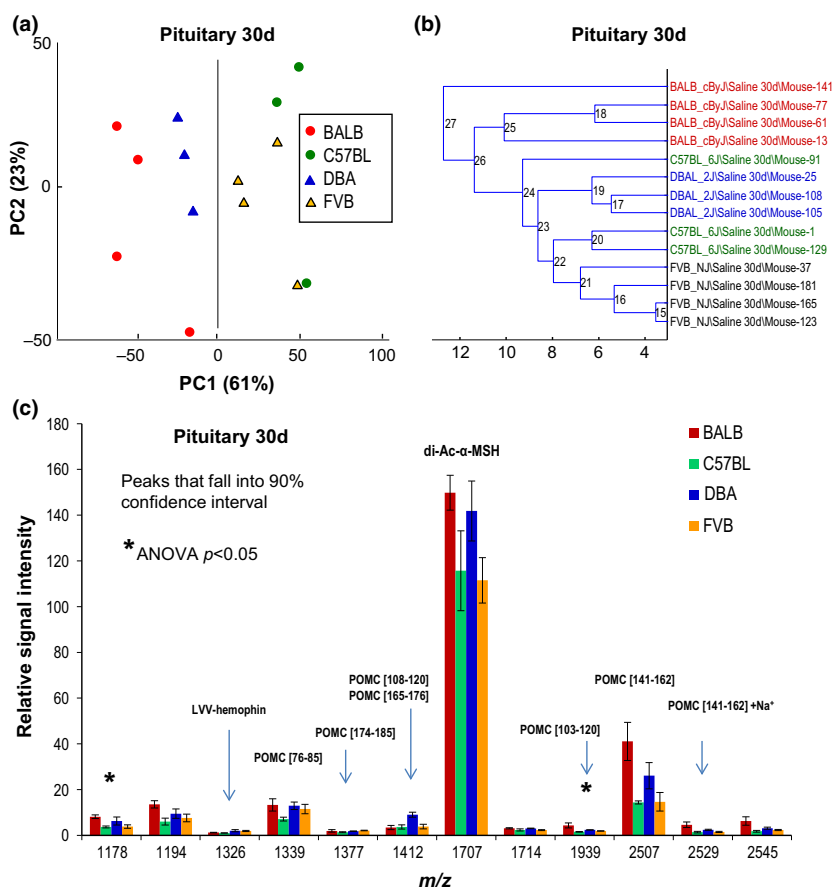 (a)
Pituitary 30d
50
0
–50
PC2 (23%)
–50
0
50
100
PC1 (61%)
BALB
C57BL
DBA
FVB
(b)
Pituitary 30d
BALB_cByJ\Saline 30d\Mouse-141
BALB_cByJ\Saline 30d\Mouse-77
BALB_cByJ\Saline 30d\Mouse-61
BALB_cByJ\Saline 30d\Mouse-13
C57BL_6J\Saline 30d\Mouse-91
DBAL_2J\Saline 30d\Mouse-25
DBAL_2J\Saline 30d\Mouse-108
DBAL_2J\Saline 30d\Mouse-105
C57BL_6J\Saline 30d\Mouse-1
C57BL_6J\Saline 30d\Mouse-129
FVB_NJ\Saline 30d\Mouse-37
FVB_NJ\Saline 30d\Mouse-181
FVB_NJ\Saline 30d\Mouse-165
FVB_NJ\Saline 30d\Mouse-123
27
18
25
26
19
24
17
23
20
22
21
16
15
12
10
8
6
4
(c)
Pituitary 30d
Peaks that fall into 90%
confidence interval
* ANOVA p<0.05
BALB
C57BL
DBA
FVB
Relative signal intensity
180
160
140
120
100
80
60
40
20
0
*
LVV-hemophin
POMC [76-85]
POMC [174-185]
POMC [108-120]
POMC [165-176]
di-Ac-α-MSH
POMC [103-120]
*
POMC [141-162]
POMC [141-162] +Na⁺
1178
1194
1326
1339
1377
1412
1707
1714
1939
2507
2529
2545
m/z